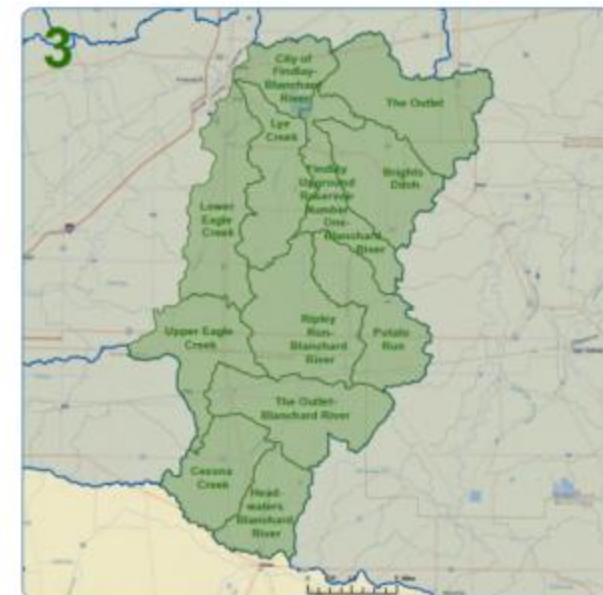 3
City of
Findlay-
Blanchard
River
The Outlet
Lye
Creek
Findlay
Upground
Reservoir
Number
One-
Blanchard
River
Brights
Ditch
Lower
Eagle
Creek
Upper Eagle
Creek
Ripley
Run-
Blanchard
River
Potato
Run
The Outlet-
Blanchard River
Cessna
Creek
Head-
waters
Blanchard
River